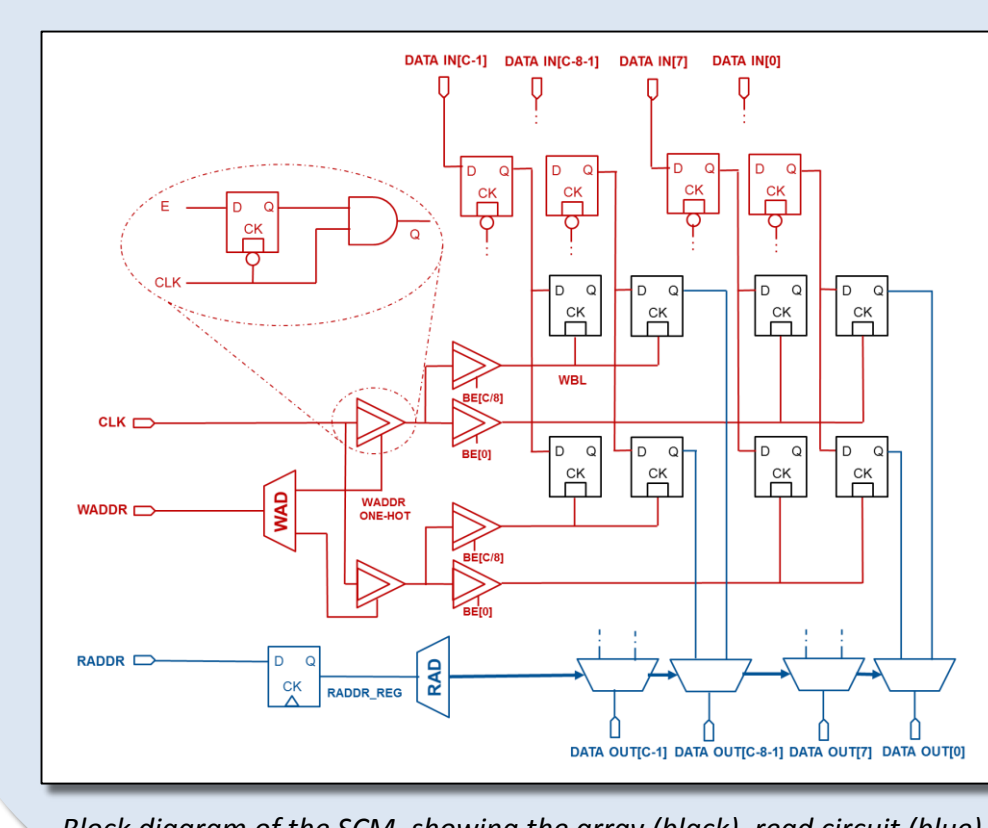 DATA IN[C-1] DATA IN[C-8-1] DATA IN[7] DATA IN[0]
D Q D Q D Q D Q
CK CK CK CK
E D Q
CK
Q
CLK
D Q D Q D Q D Q
CK CK CK CK
WBL
BE[C/8]
CLK
BE[0]
D Q D Q D Q D Q
CK CK CK CK
WADDR
WAD
WADDR
ONE-HOT
BE[C/8]
BE[0]
RADDR
D Q
CK
RADDR_REG
RAD
DATA OUT[C-1] DATA OUT[C-8-1] DATA OUT[7] DATA OUT[0]
Block diagram of the SCM, showing the array (black), read circuit (blue)